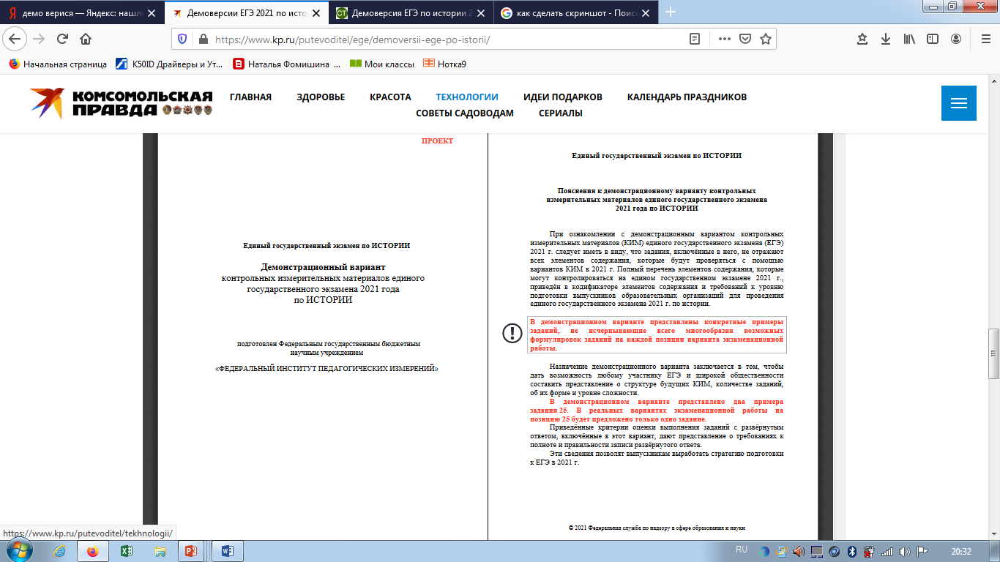 демо верися — Яндекс: нашло
Демоверсии ЕГЭ 2021 по исто
Демоверсия ЕГЭ по истории 2
как сделать скриншот - Поис
https://www.kp.ru/putevoditel/ege/demoversii-ege-po-istorii/
Начальная страница
K50ID Драйверы и Ут...
Наталья Фомишина ...
Мои классы
Нотка9
КОМСОМОЛЬСКАЯ
ПРАВДА
ГЛАВНАЯ ЗДОРОВЬЕ КРАСОТА ТЕХНОЛОГИИ ИДЕИ ПОДАРКОВ КАЛЕНДАРЬ ПРАЗДНИКОВ
СОВЕТЫ САДОВОДАМ СЕРИАЛЫ
ПРОЕКТ
Единый государственный экзамен по ИСТОРИИ
Демонстрационный вариант
контрольных измерительных материалов единого
государственного экзамена 2021 года
по ИСТОРИИ
подготовлен Федеральным государственным бюджетным
научным учреждением
«ФЕДЕРАЛЬНЫЙ ИНСТИТУТ ПЕДАГОГИЧЕСКИХ ИЗМЕРЕНИЙ»
Единый государственный экзамен по ИСТОРИИ
Пояснения к демонстрационному варианту контрольных
измерительных материалов единого государственного экзамена
2021 года по ИСТОРИИ
При ознакомлении с демонстрационным вариантом контрольных
измерительных материалов (КИМ) единого государственного экзамена (ЕГЭ)
2021 г. следует иметь в виду, что задания, включённые в него, не отражают
всех элементов содержания, которые будут проверяться с помощью
вариантов КИМ в 2021 г. Полный перечень элементов содержания, которые
могут контролироваться на едином государственном экзамене 2021 г.,
приведён в кодификаторе элементов содержания и требований к уровню
подготовки выпускников образовательных организаций для проведения
единого государственного экзамена 2021 г. по истории.
В демонстрационном варианте представлены конкретные примеры
заданий, не исчерпывающие всего многообразия возможных
формулировок заданий на каждой позиции варианта экзаменационной
работы.
Назначение демонстрационного варианта заключается в том, чтобы
дать возможность любому участнику ЕГЭ и широкой общественности
составить представление о структуре будущих КИМ, количестве заданий,
об их форме и уровне сложности.
В демонстрационном варианте представлено два примера
задания 25. В реальных вариантах экзаменационной работы на
позицию 25 будет предложено только одно задание.
Приведённые критерии оценки выполнения заданий с развёрнутым
ответом, включённые в этот вариант, дают представление о требованиях к
полноте и правильности записи развёрнутого ответа.
Эти сведения позволят выпускникам выработать стратегию подготовки
к ЕГЭ в 2021 г.
© 2021 Федеральная служба по надзору в сфере образования и науки
https://www.kp.ru/putevoditel/tekhnologii/
RU
20:32